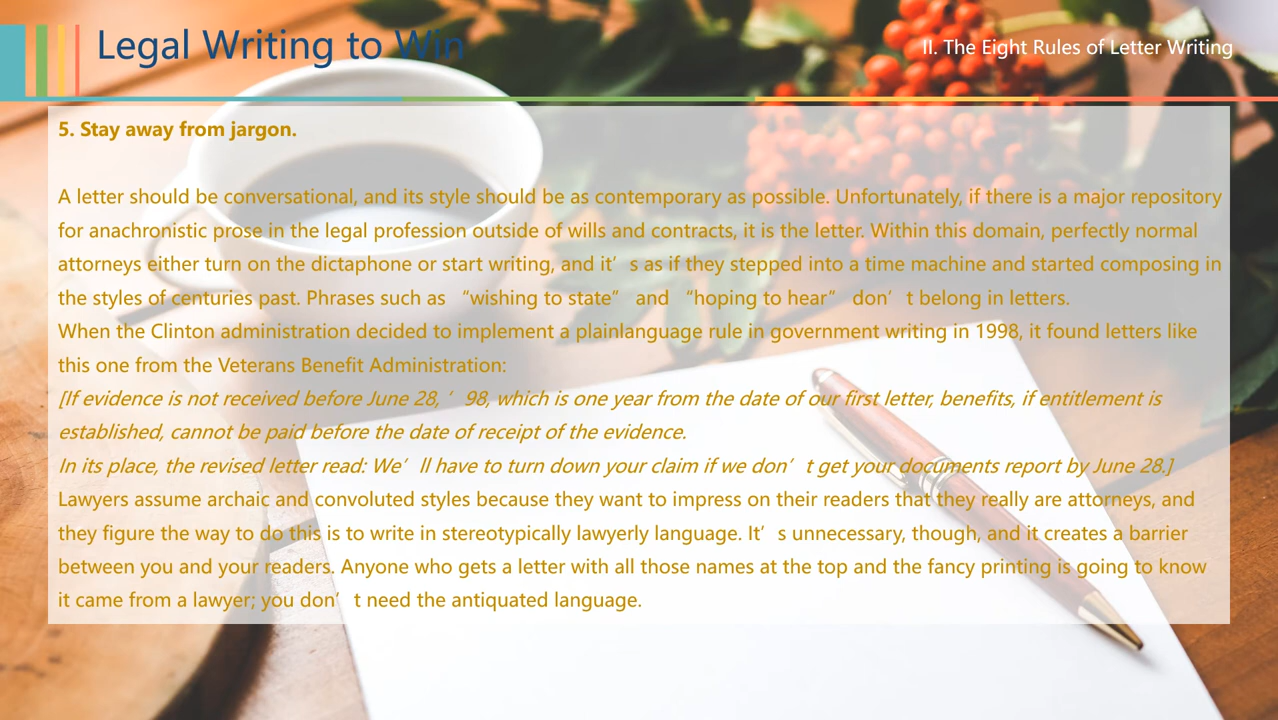 Legal Writing to Win
II. The Eight Rules of Letter Writing
5. Stay away from jargon.
A letter should be conversational, and its style should be as contemporary as possible. Unfortunately, if there is a major repository
for anachronistic prose in the legal profession outside of wills and contracts, it is the letter. Within this domain, perfectly normal
attorneys either turn on the dictaphone or start writing, and it’s as if they stepped into a time machine and started composing in
the styles of centuries past. Phrases such as “wishing to state” and “hoping to hear” don’t belong in letters.
When the Clinton administration decided to implement a plainlanguage rule in government writing in 1998, it found letters like
this one from the Veterans Benefit Administration:
[If evidence is not received before June 28, ‘98, which is one year from the date of our first letter, benefits, if entitlement is
established, cannot be paid before the date of receipt of the evidence.
In its place, the revised letter read: We’ll have to turn down your claim if we don’t get your documents report by June 28.]
Lawyers assume archaic and convoluted styles because they want to impress on their readers that they really are attorneys, and
they figure the way to do this is to write in stereotypically lawyerly language. It’s unnecessary, though, and it creates a barrier
between you and your readers. Anyone who gets a letter with all those names at the top and the fancy printing is going to know
it came from a lawyer; you don’t need the antiquated language.